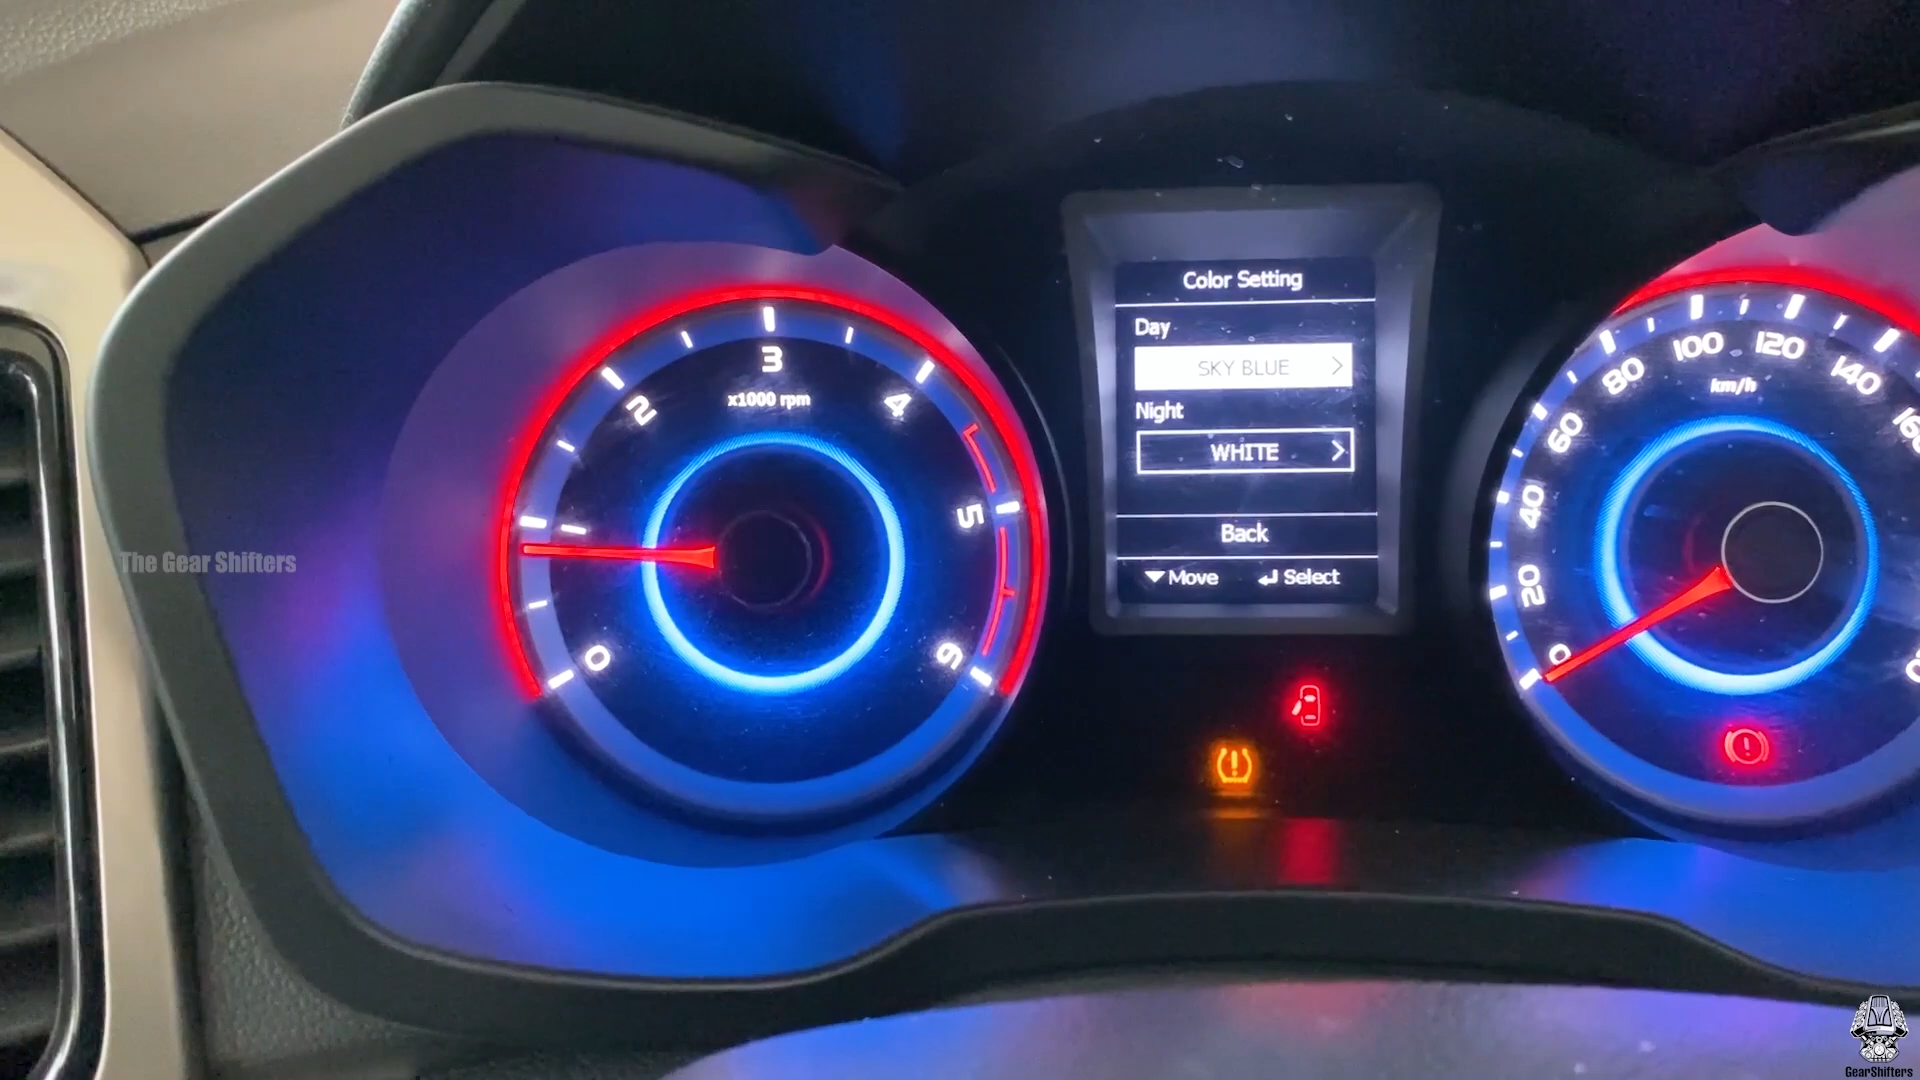 Color Setting
Day
SKY BLUE >
Night
WHITE >
Back
Move
Select
0
2
3
4
5
6
x1000 rpm
0
20
40
60
80
100
120
140
km/h
The Gear Shifters
GearShifters